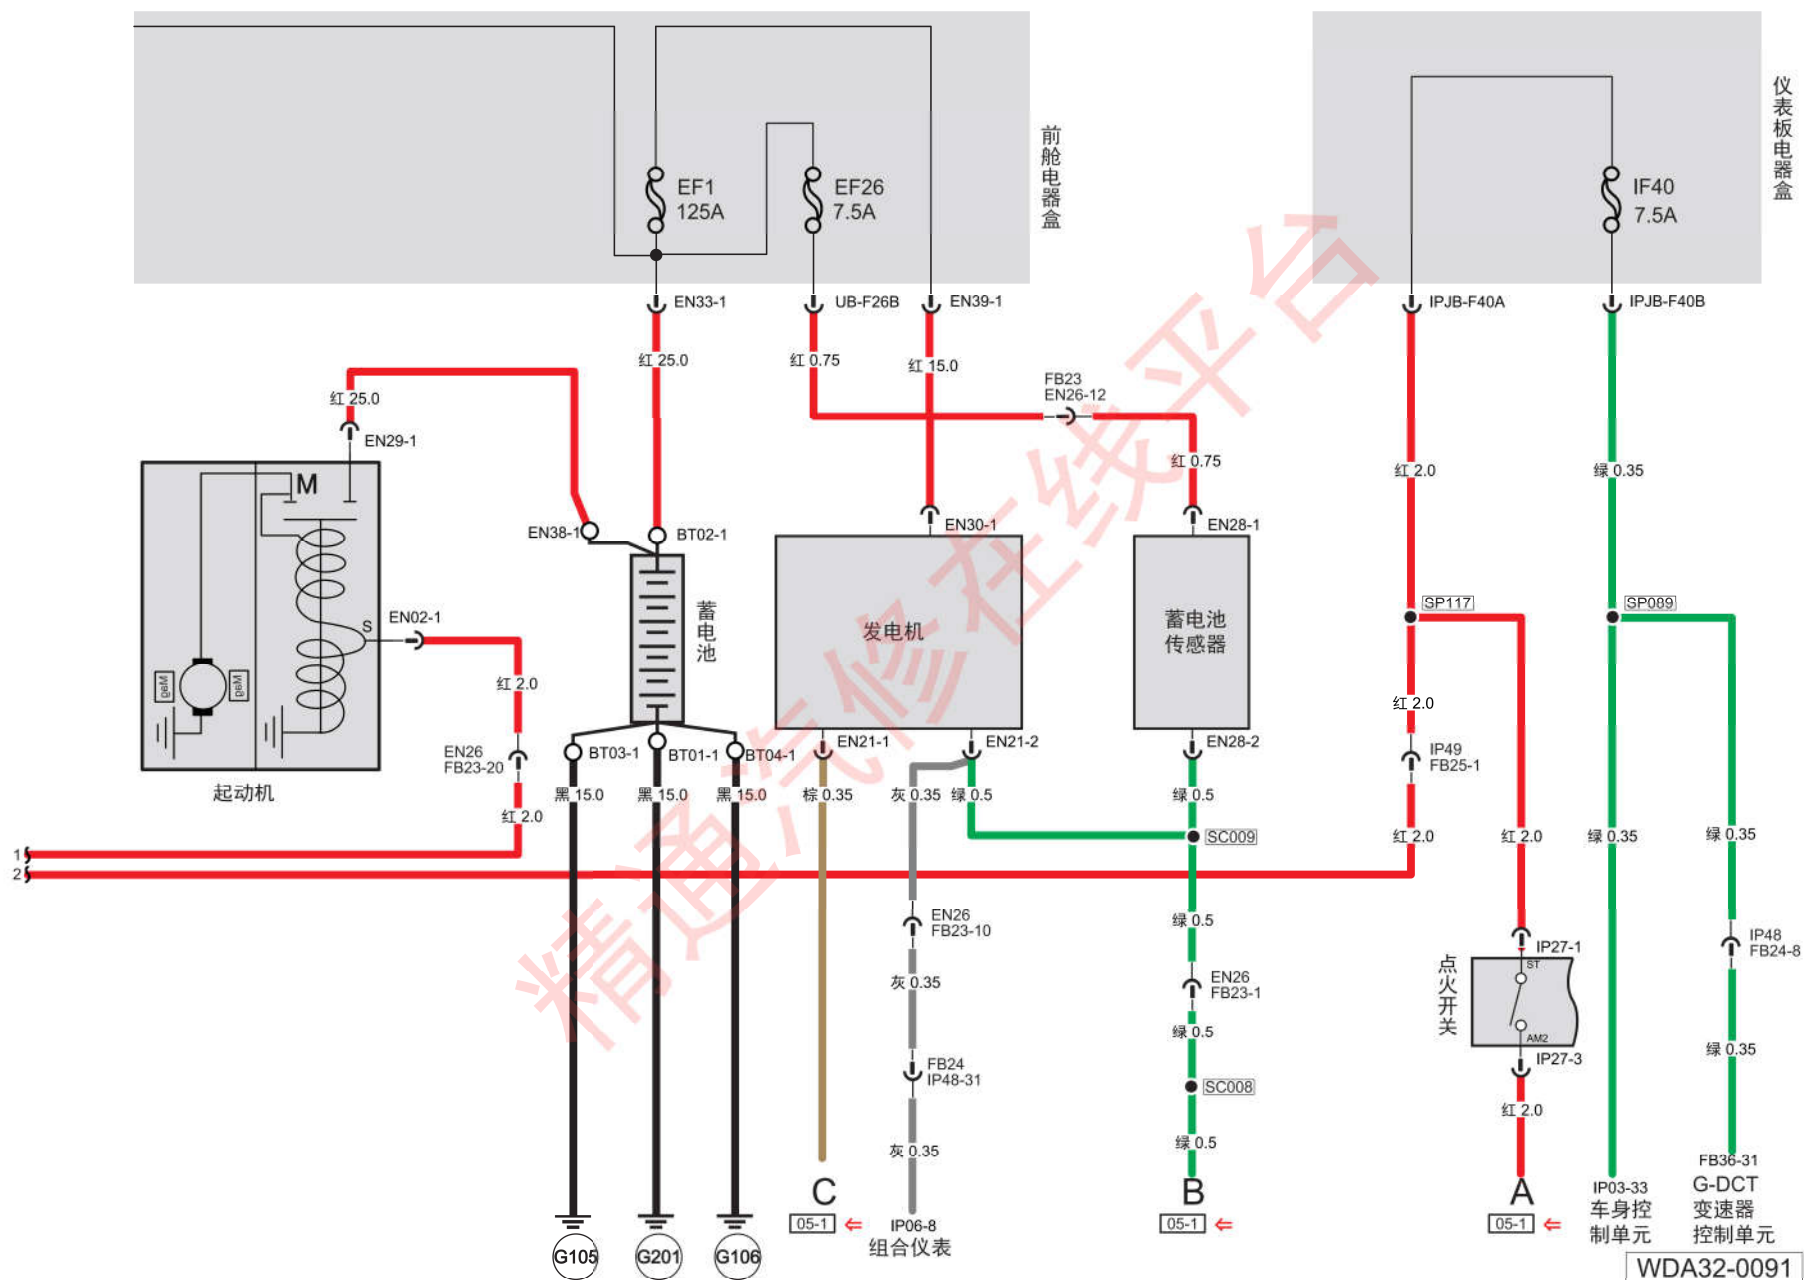 前舱电器盒
仪表板电器盒
EF1
125A
EF26
7.5A
IF40
7.5A
EN33-1
UB-F26B
EN39-1
IPJB-F40A
IPJB-F40B
红 25.0
红 0.75
红 15.0
FB23
EN26-12
红 25.0
EN29-1
红 0.75
红 2.0
绿 0.35
M
EN38-1
BT02-1
EN30-1
EN28-1
蓄电池
发电机
蓄电池
传感器
SP117
SP089
EN02-1
S
Mag
Mag
红 2.0
红 2.0
EN26
FB23-20
BT03-1
BT01-1
BT04-1
EN21-1
EN21-2
EN28-2
IP49
FB25-1
起动机
黑 15.0
黑 15.0
黑 15.0
棕 0.35
灰 0.35
绿 0.5
绿 0.5
红 2.0
SC009
红 2.0
红 2.0
绿 0.35
绿 0.35
1
2
EN26
FB23-10
绿 0.5
IP27-1
IP48
FB24-8
点火开关
ST
AM2
灰 0.35
EN26
FB23-1
绿 0.5
绿 0.35
IP27-3
FB24
IP48-31
SC008
红 2.0
灰 0.35
绿 0.5
FB36-31
G-DCT
变速器
控制单元
IP03-33
车身控
制单元
C
B
A
05-1
IP06-8
组合仪表
05-1
05-1
G105
G201
G106
WDA32-0091
精通汽修在线平台